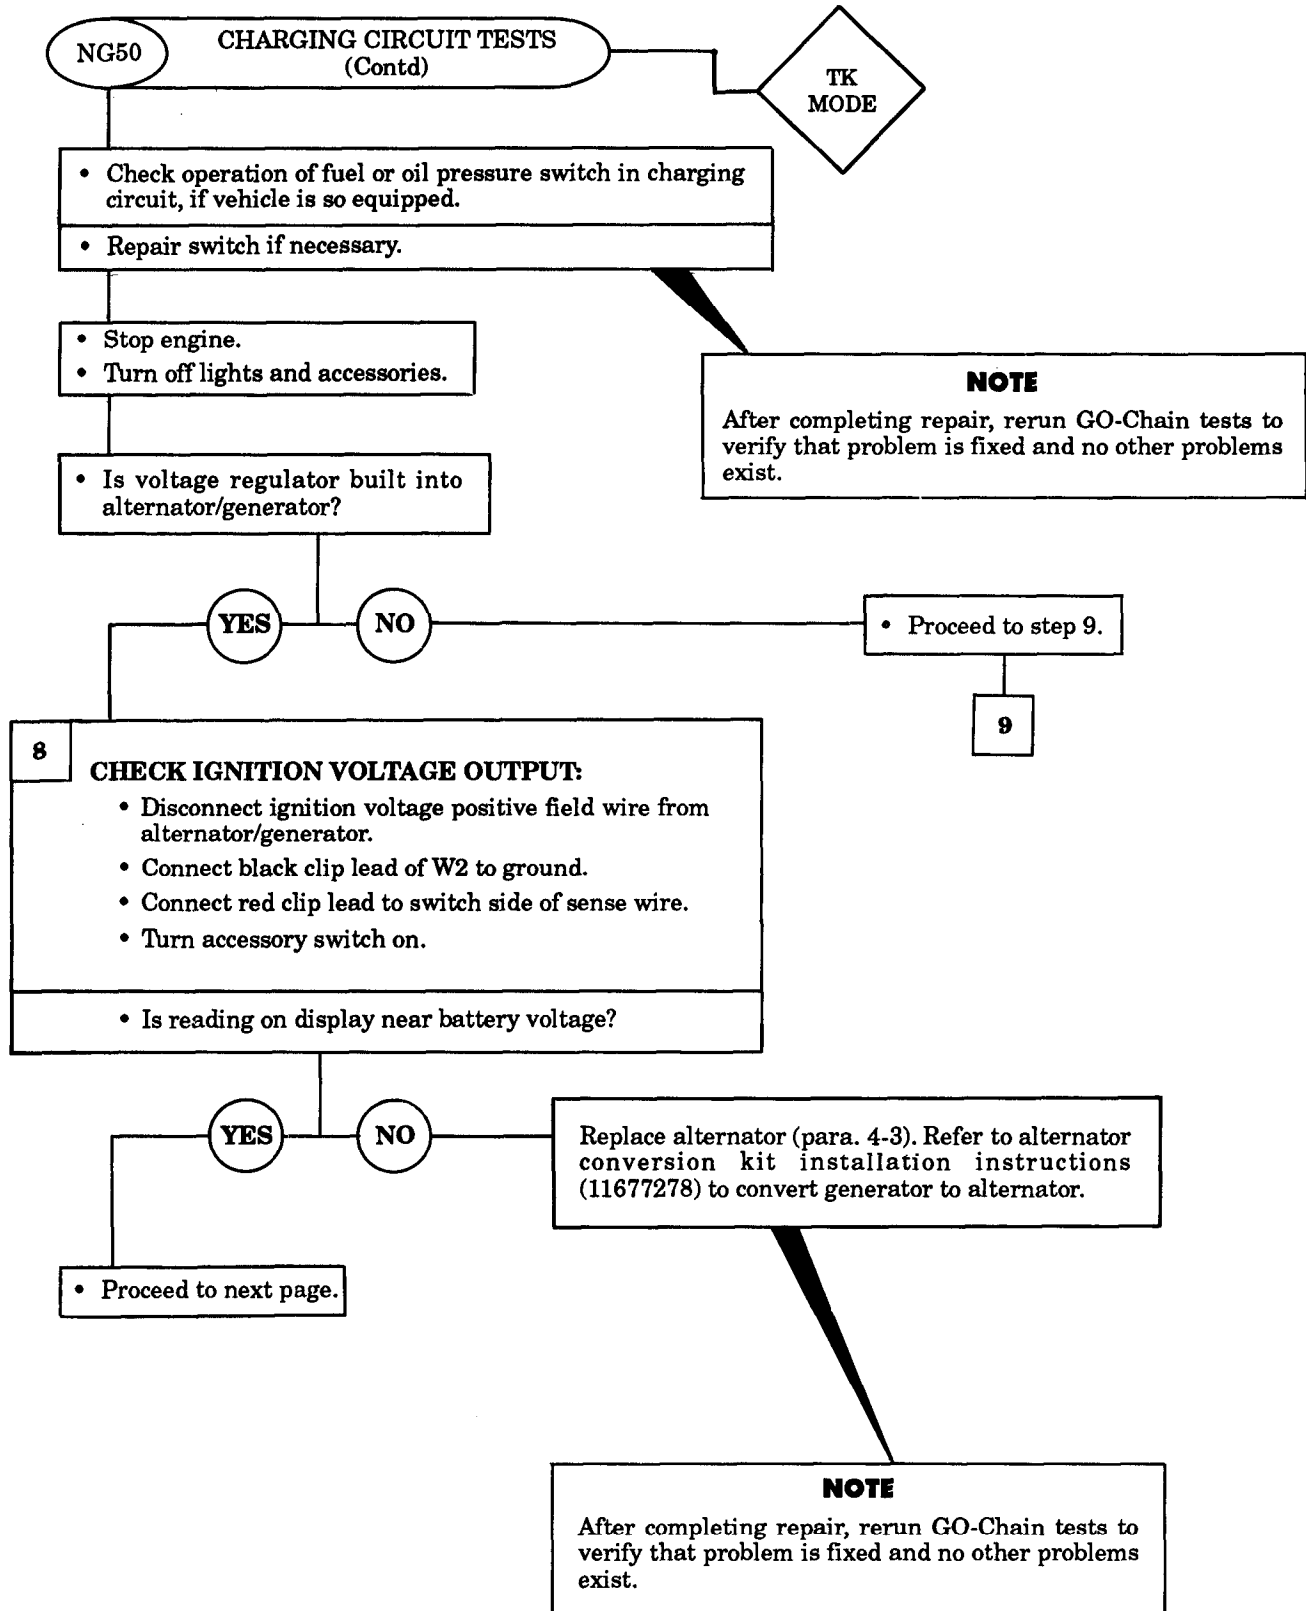 NG50
CHARGING CIRCUIT TESTS
(Contd)
TK
MODE
• Check operation of fuel or oil pressure switch in charging
circuit, if vehicle is so equipped.
• Repair switch if necessary.
• Stop engine.
• Turn off lights and accessories.
NOTE
After completing repair, rerun GO-Chain tests to
verify that problem is fixed and no other problems
exist.
• Is voltage regulator built into
alternator/generator?
YES
NO
• Proceed to step 9.
9
8
CHECK IGNITION VOLTAGE OUTPUT:
• Disconnect ignition voltage positive field wire from
alternator/generator.
• Connect black clip lead of W2 to ground.
• Connect red clip lead to switch side of sense wire.
• Turn accessory switch on.
• Is reading on display near battery voltage?
YES
NO
Replace alternator (para. 4-3). Refer to alternator
conversion kit installation instructions
(11677278) to convert generator to alternator.
• Proceed to next page.
NOTE
After completing repair, rerun GO-Chain tests to
verify that problem is fixed and no other problems
exist.